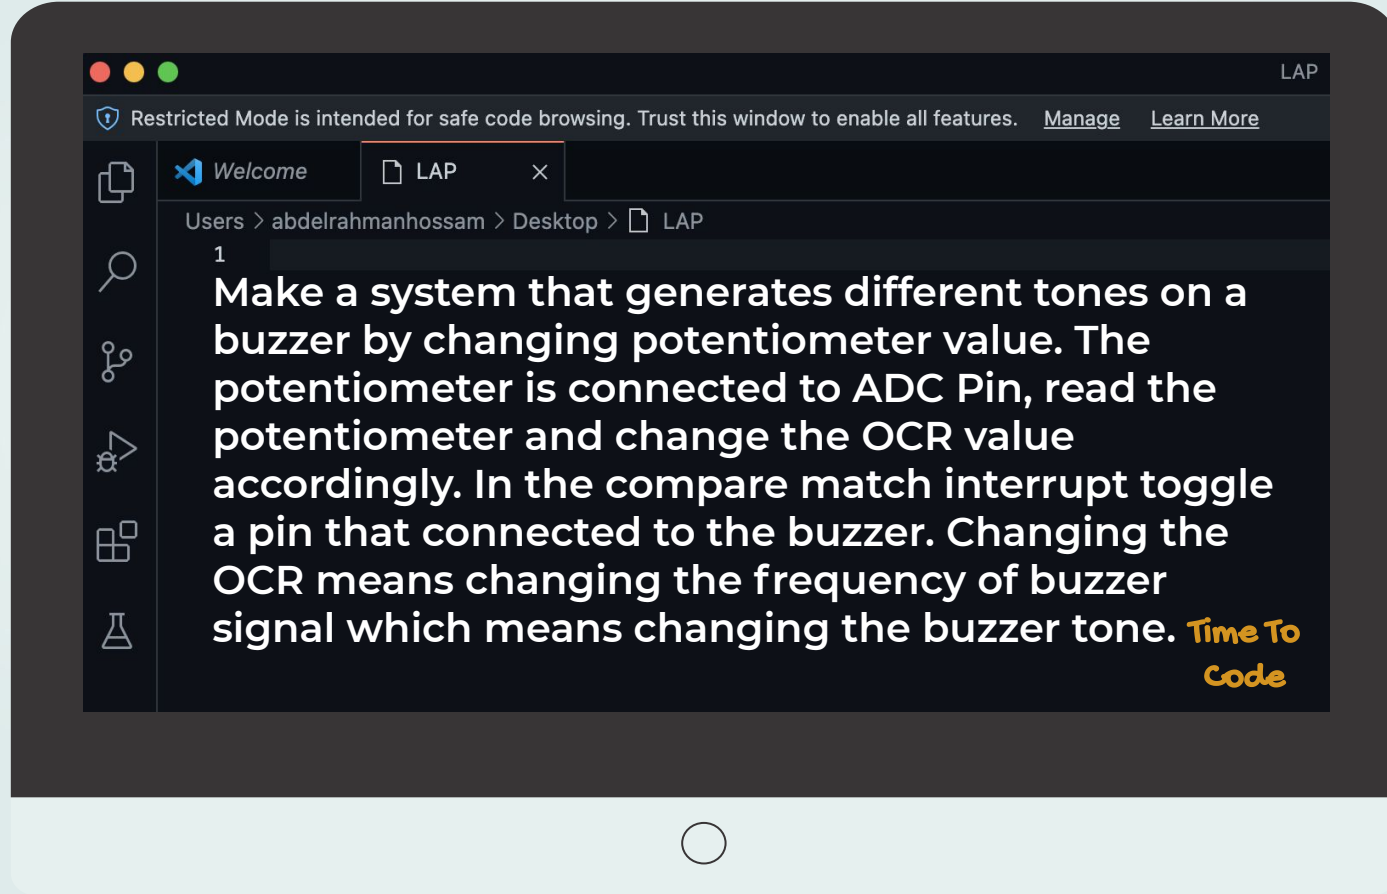 LAP
Restricted Mode is intended for safe code browsing. Trust this window to enable all features. Manage Learn More
Welcome LAP
Users > abdelrahmanhossam > Desktop > LAP
1
Make a system that generates different tones on a
buzzer by changing potentiometer value. The
potentiometer is connected to ADC Pin, read the
potentiometer and change the OCR value
accordingly. In the compare match interrupt toggle
a pin that connected to the buzzer. Changing the
OCR means changing the frequency of buzzer
signal which means changing the buzzer tone.
Time To
Code